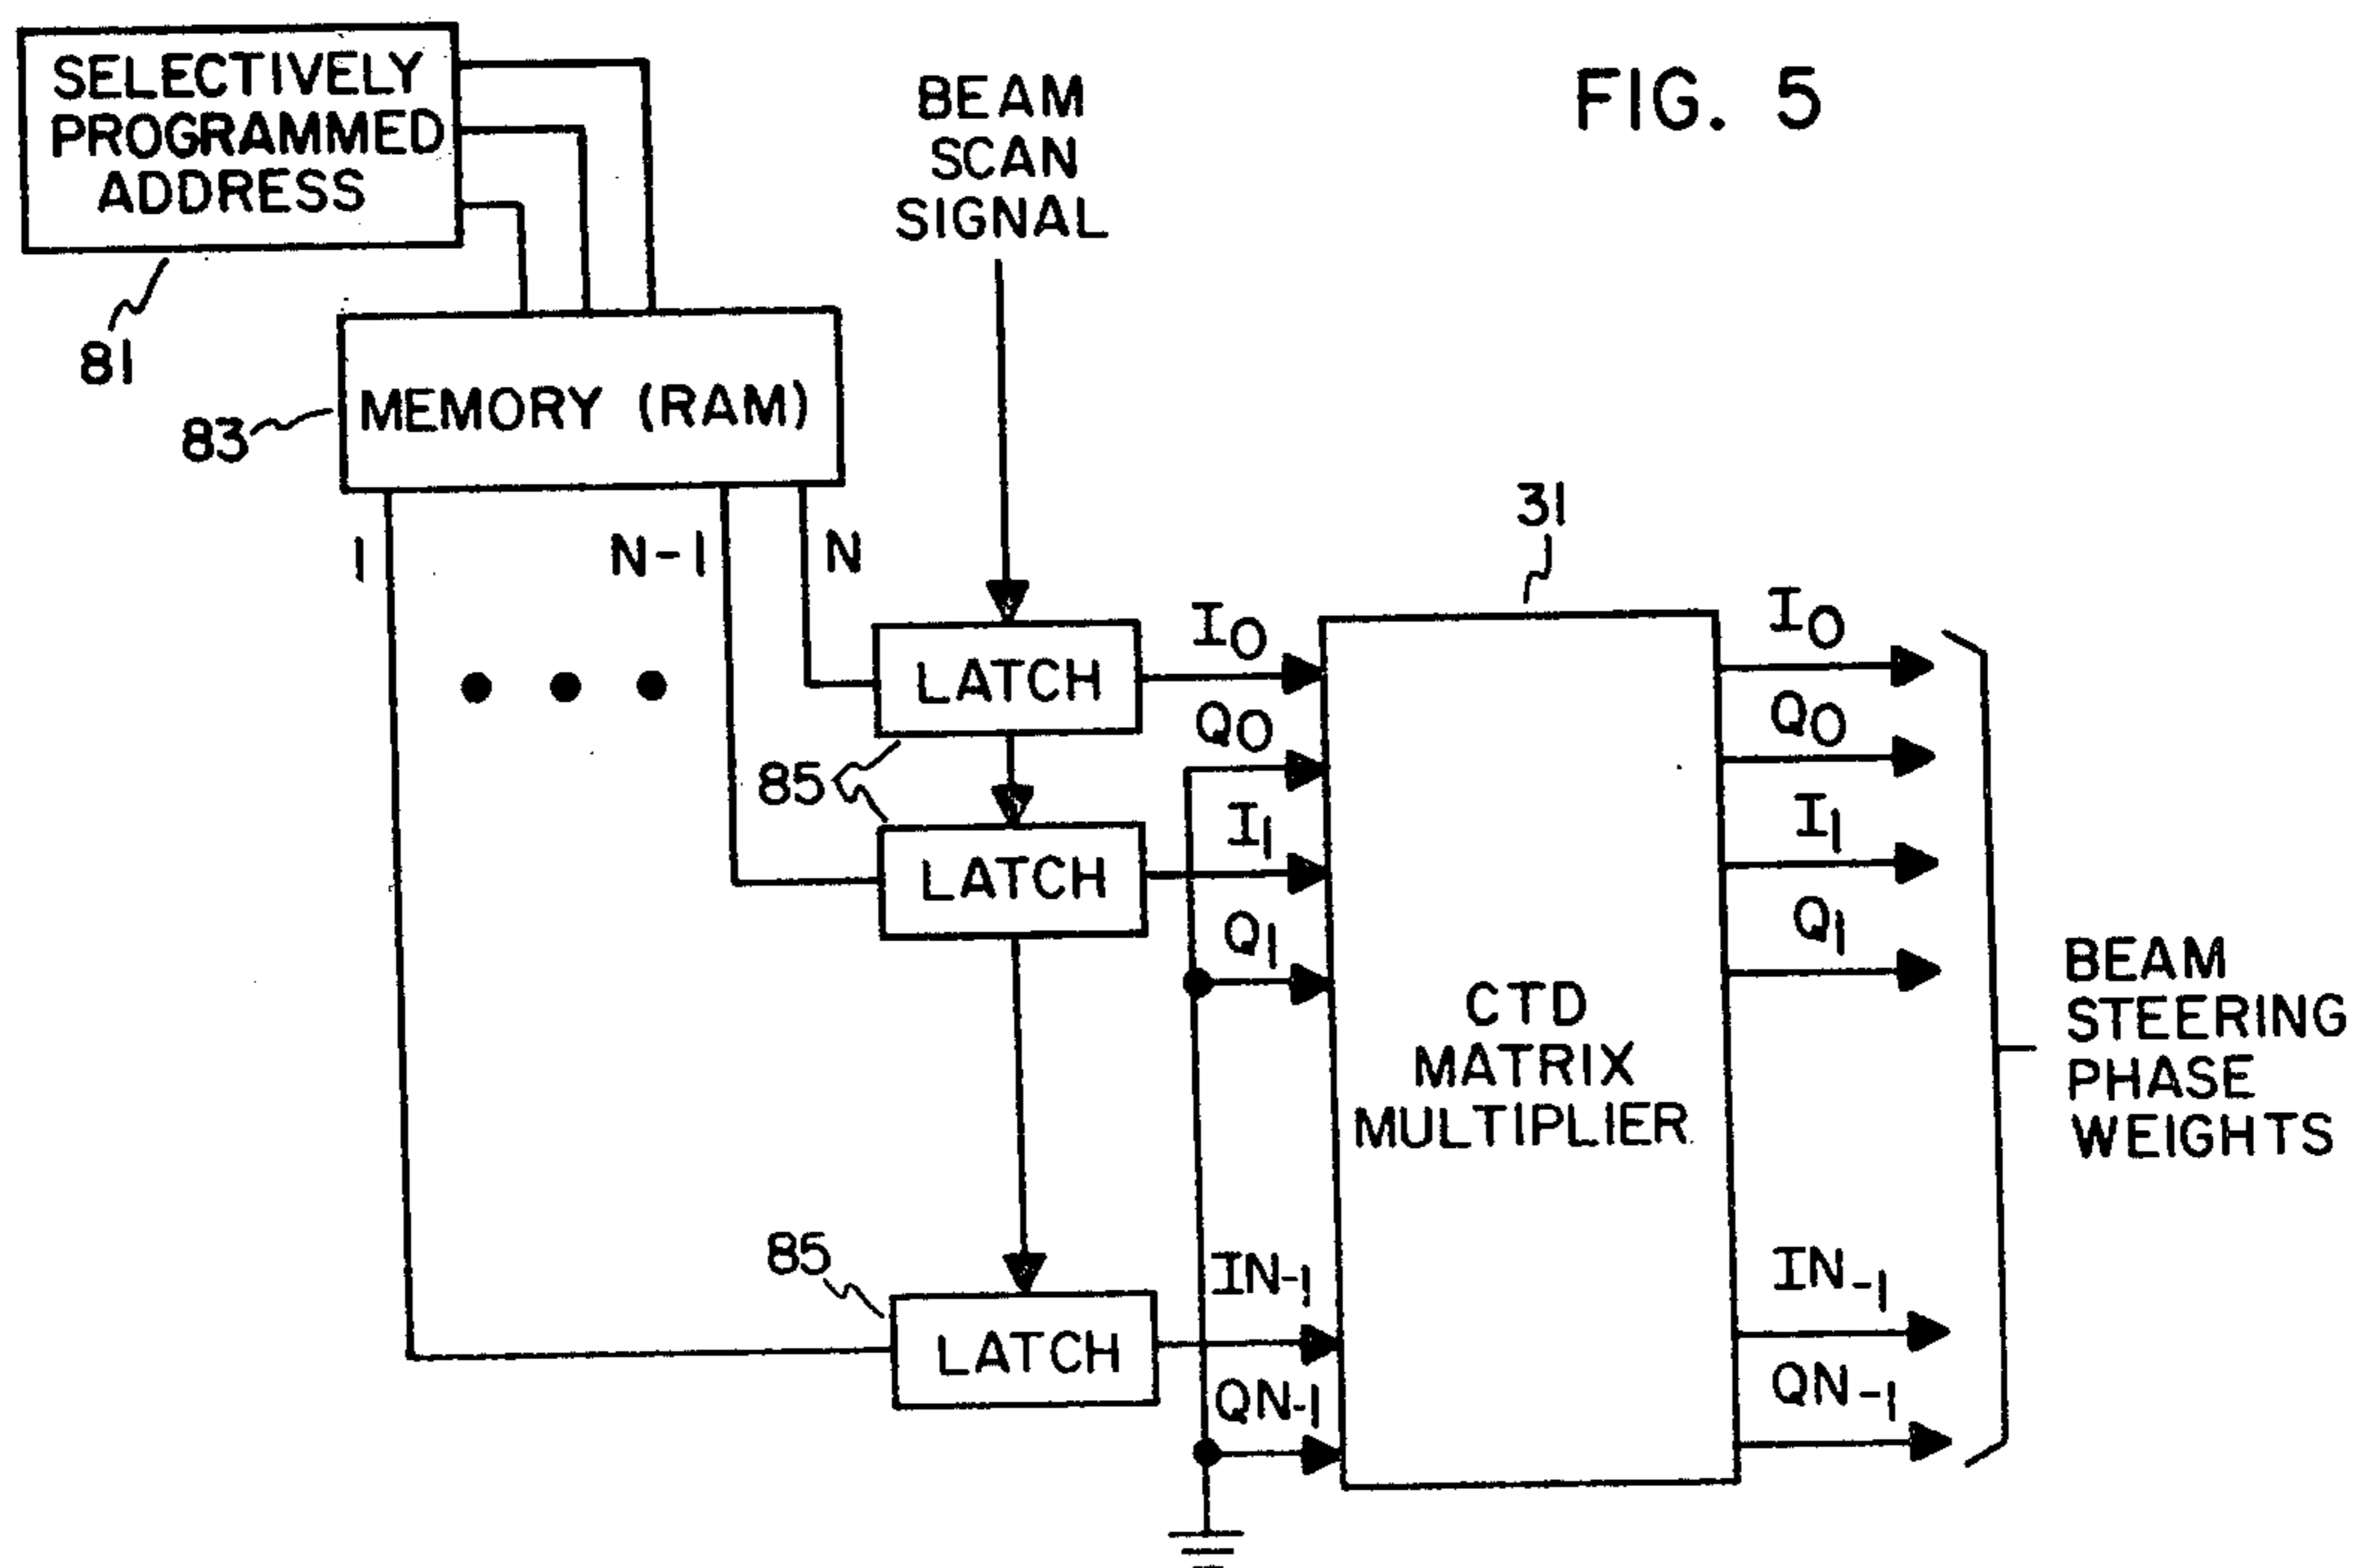 SELECTIVELY
PROGRAMMED
ADDRESS
81
BEAM
SCAN
SIGNAL
FIG. 5
MEMORY (RAM)
83
1
N-1
N
31
LATCH
85
LATCH
85
LATCH
I0
Q0
I1
Q1
IN-1
QN-1
CTD
MATRIX
MULTIPLIER
I0
Q0
I1
Q1
IN-1
QN-1
BEAM
STEERING
PHASE
WEIGHTS